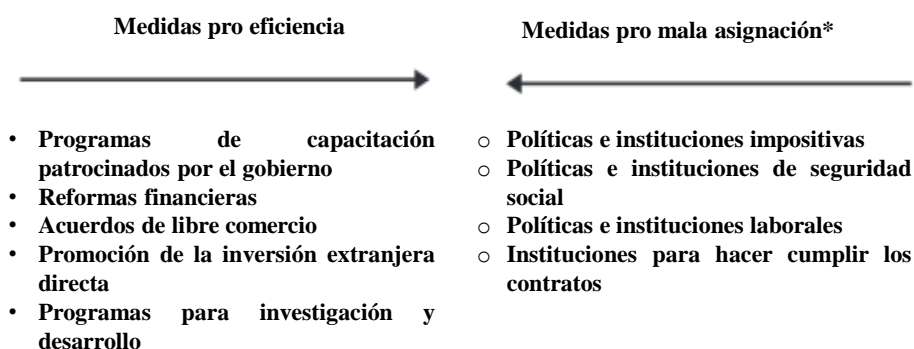 Medidas pro eficiencia
• Programas de capacitación
patrocinados por el gobierno
• Reformas financieras
• Acuerdos de libre comercio
• Promoción de la inversión extranjera
directa
• Programas para investigación y
desarrollo
Medidas pro mala asignación*
o Políticas e instituciones impositivas
o Políticas e instituciones de seguridad
social
o Políticas e instituciones laborales
o Instituciones para hacer cumplir los
contratos